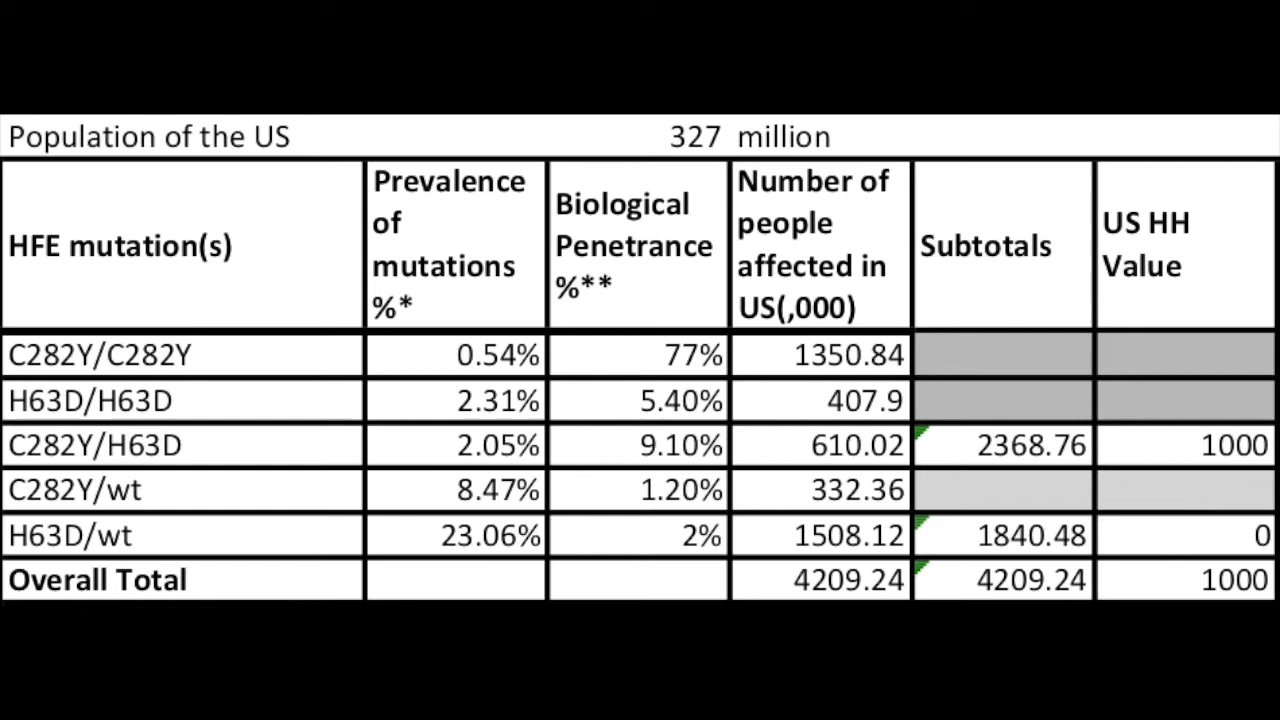 Population of the US 327 million
HFE mutation(s) Prevalence of mutations %* Biological Penetrance %** Number of people affected in US(,000) Subtotals US HH Value
C282Y/C282Y 0.54% 77% 1350.84
H63D/H63D 2.31% 5.40% 407.9
C282Y/H63D 2.05% 9.10% 610.02 2368.76 1000
C282Y/wt 8.47% 1.20% 332.36
H63D/wt 23.06% 2% 1508.12 1840.48 0
Overall Total 4209.24 4209.24 1000